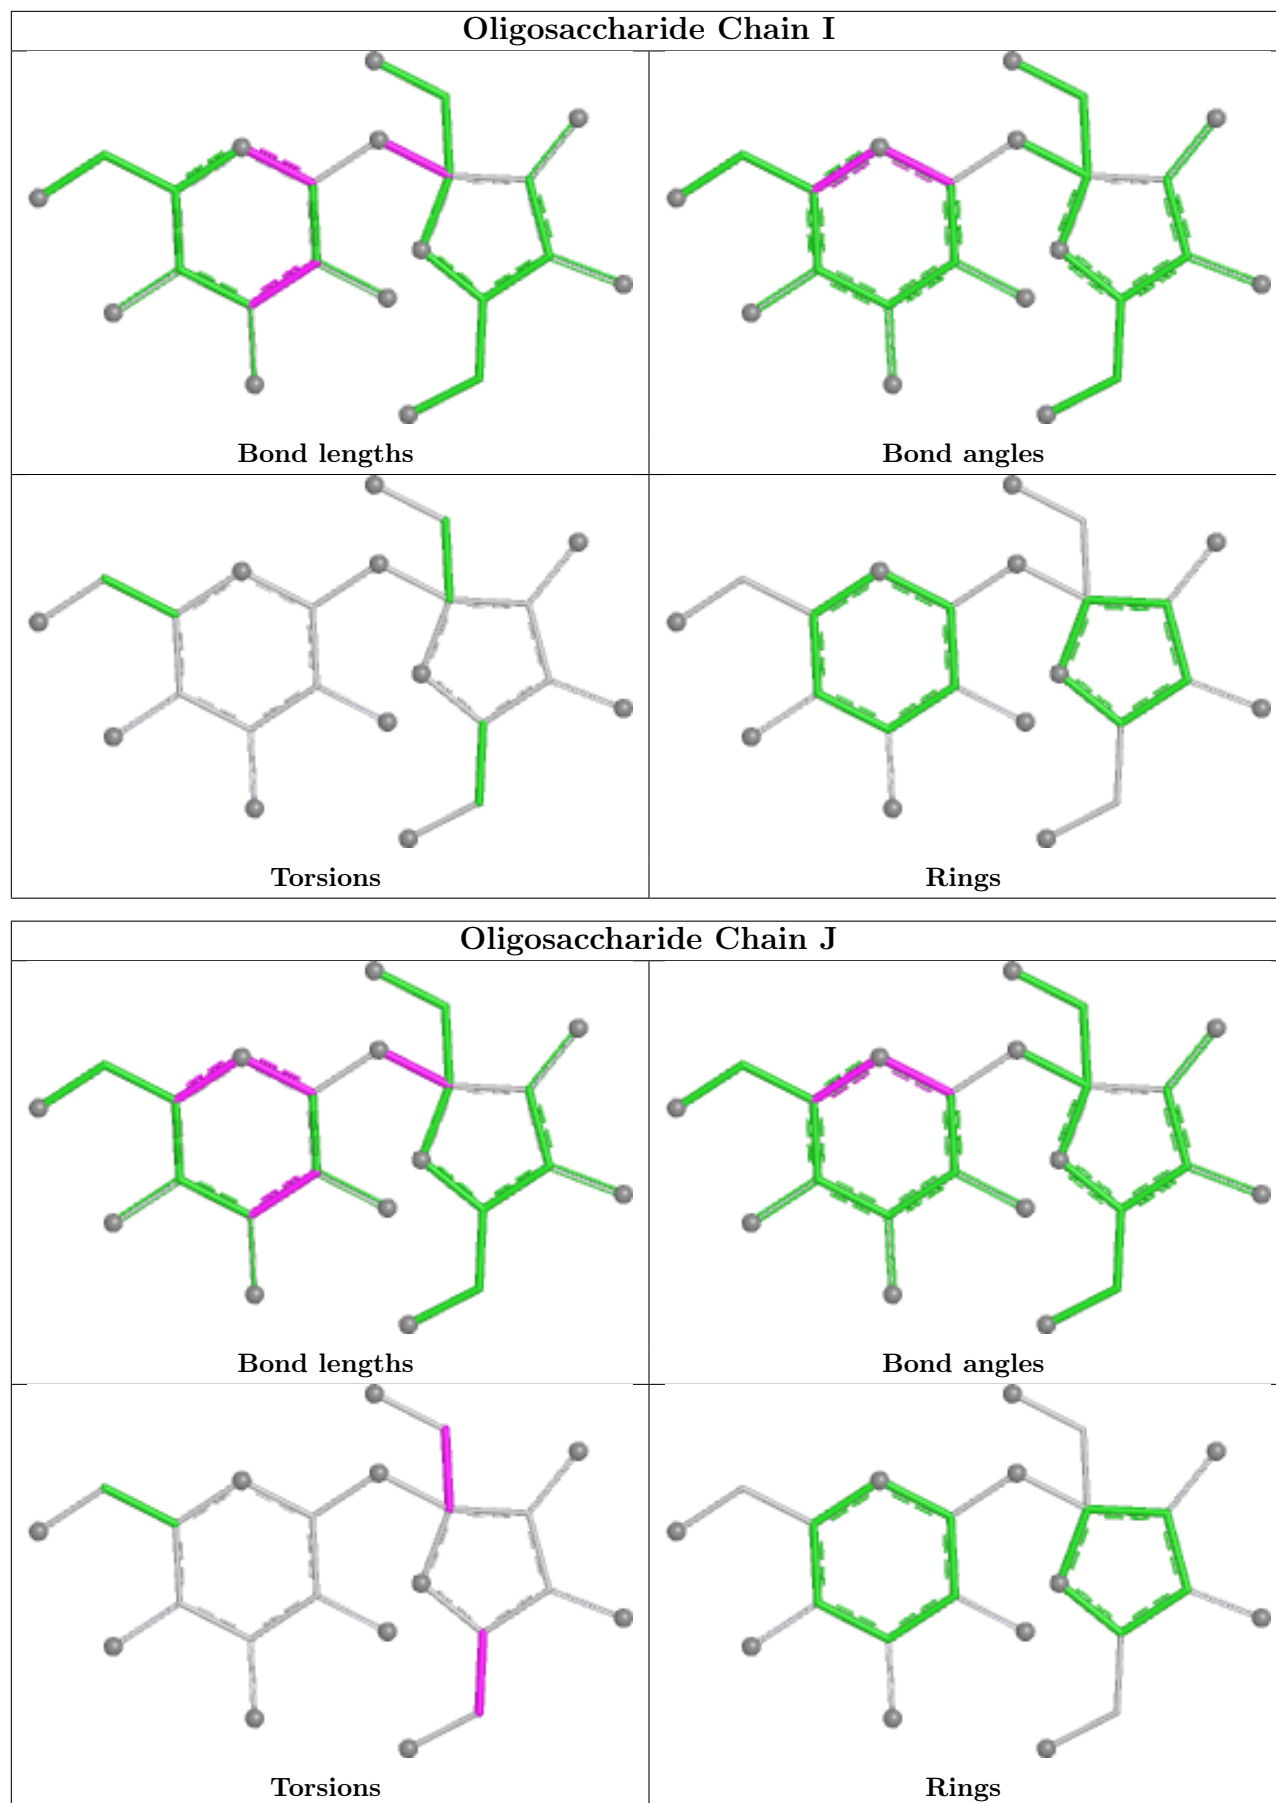 Oligosaccharide Chain I
Bond lengths
Bond angles
Torsions
Rings
Oligosaccharide Chain J
Bond lengths
Bond angles
Torsions
Rings